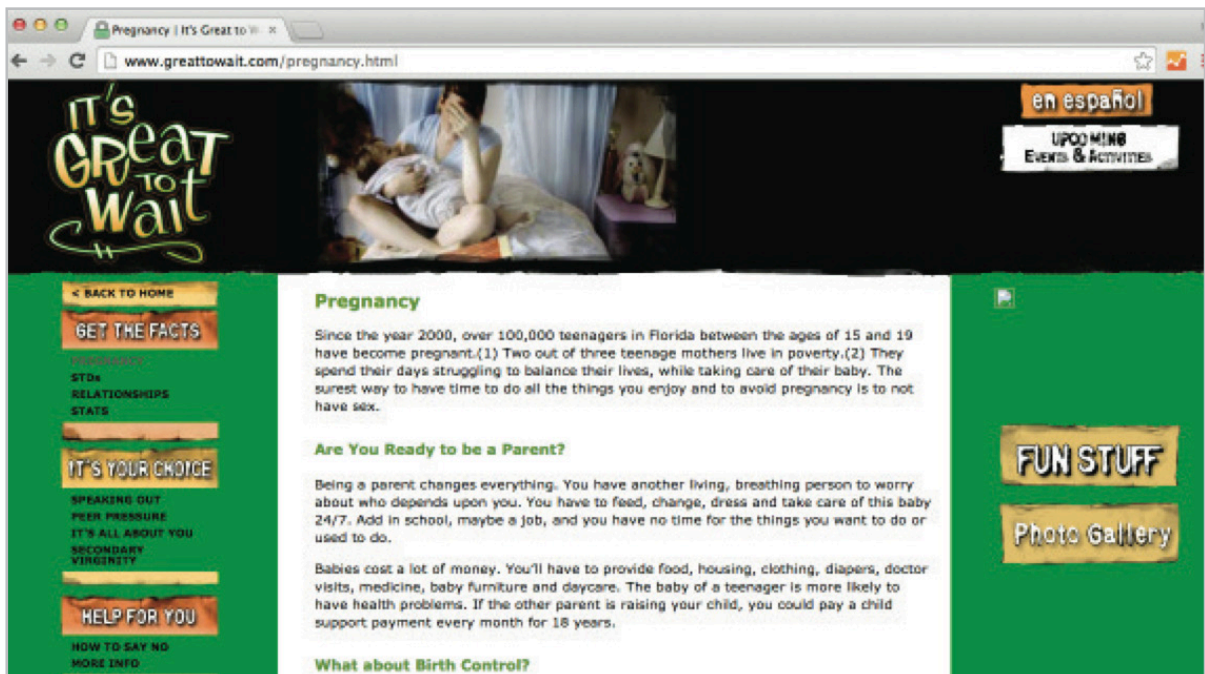 Pregnancy | It's Great to W
www.greattowait.com/pregnancy.html
IT'S
GREAT
TO
WAIT
en español
UPCOMING
EVENTS & ACTIVITIES
< BACK TO HOME
GET THE FACTS
PREGNANCY
STDs
RELATIONSHIPS
STATS
IT'S YOUR CHOICE
SPEAKING OUT
PEER PRESSURE
IT'S ALL ABOUT YOU
SECONDARY
VIRGINITY
HELP FOR YOU
HOW TO SAY NO
MORE INFO
Pregnancy
Since the year 2000, over 100,000 teenagers in Florida between the ages of 15 and 19
have become pregnant.(1) Two out of three teenage mothers live in poverty.(2) They
spend their days struggling to balance their lives, while taking care of their baby. The
surest way to have time to do all the things you enjoy and to avoid pregnancy is to not
have sex.
Are You Ready to be a Parent?
Being a parent changes everything. You have another living, breathing person to worry
about who depends upon you. You have to feed, change, dress and take care of this baby
24/7. Add in school, maybe a job, and you have no time for the things you want to do or
used to do.
Babies cost a lot of money. You'll have to provide food, housing, clothing, diapers, doctor
visits, medicine, baby furniture and daycare. The baby of a teenager is more likely to
have health problems. If the other parent is raising your child, you could pay a child
support payment every month for 18 years.
What about Birth Control?
FUN STUFF
Photo Gallery